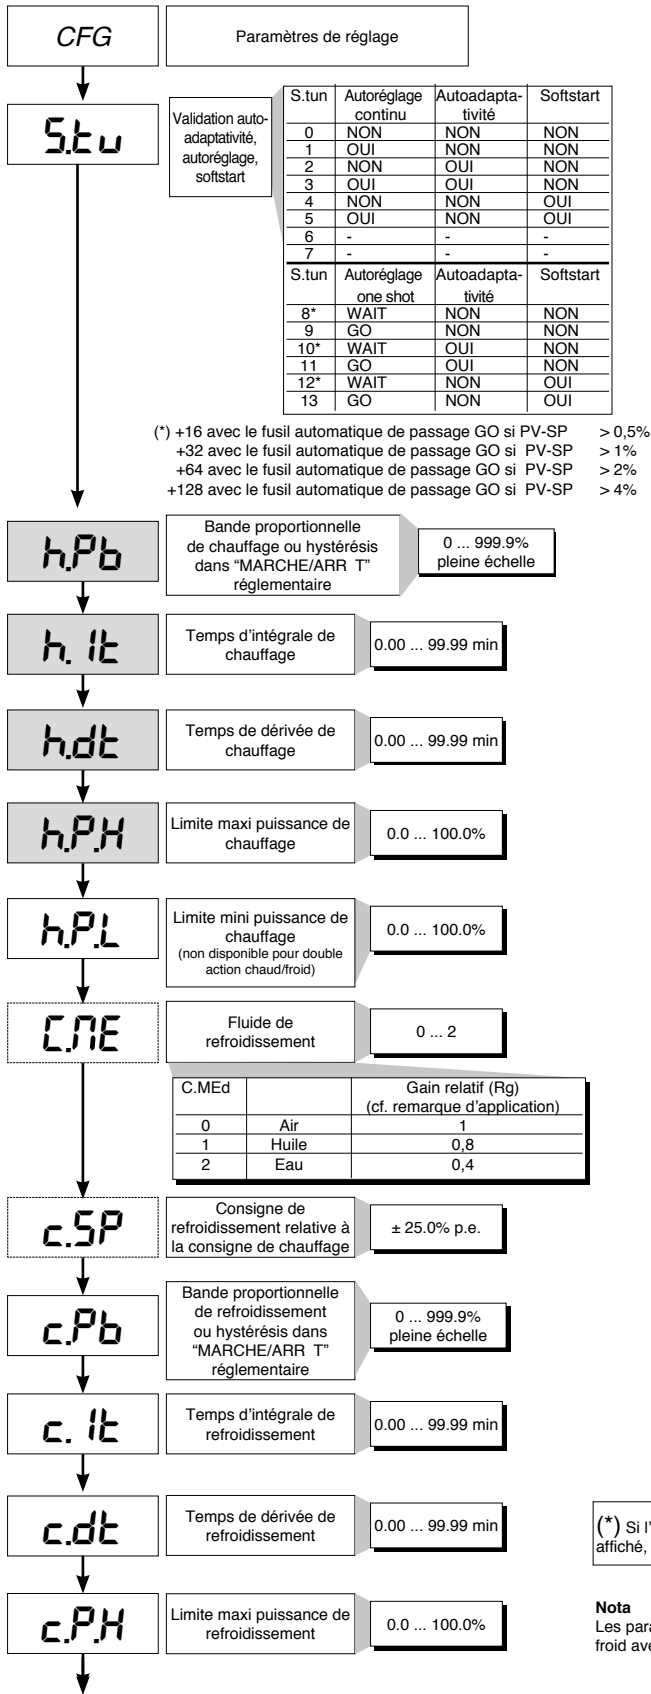 CFG
Paramètres de réglage
S.tu
Validation auto-
adaptativité,
autoréglage,
softstart
S.tun Autoréglage continu Autoadapta-tivité Softstart
0 NON NON NON
1 OUI NON NON
2 NON OUI NON
3 OUI OUI NON
4 NON NON OUI
5 OUI NON OUI
6 - - -
7 - - -
S.tun Autoréglage one shot Autoadapta-tivité Softstart
8* WAIT NON NON
9 GO NON NON
10* WAIT OUI NON
11 GO OUI NON
12* WAIT NON OUI
13 GO NON OUI
(*) +16 avec le fusil automatique de passage GO si PV-SP > 0,5%
+32 avec le fusil automatique de passage GO si PV-SP > 1%
+64 avec le fusil automatique de passage GO si PV-SP > 2%
+128 avec le fusil automatique de passage GO si PV-SP > 4%
h.Pb
Bande proportionnelle
de chauffage ou hystérésis
dans “MARCHE/ARR T”
réglementaire
0 ... 999.9%
pleine échelle
h. It
Temps d’intégrale de
chauffage
0.00 ... 99.99 min
h.dt
Temps de dérivée de
chauffage
0.00 ... 99.99 min
h.P.H
Limite maxi puissance de
chauffage
0.0 ... 100.0%
h.P.L
Limite mini puissance de
chauffage
(non disponible pour double
action chaud/froid)
0.0 ... 100.0%
C.ME
Fluide de
refroidissement
0 ... 2
C.MEd Gain relatif (Rg)
(cf. remarque d’application)
0 Air 1
1 Huile 0,8
2 Eau 0,4
c.SP
Consigne de
refroidissement relative à
la consigne de chauffage
± 25.0% p.e.
c.Pb
Bande proportionnelle
de refroidissement
ou hystérésis dans
“MARCHE/ARR T”
réglementaire
0 ... 999.9%
pleine échelle
c. It
Temps d’intégrale de
refroidissement
0.00 ... 99.99 min
c.dt
Temps de dérivée de
refroidissement
0.00 ... 99.99 min
(*) Si l’
affiché,
c.P.H
Limite maxi puissance de
refroidissement
0.0 ... 100.0%
Nota
Les para
froid ave